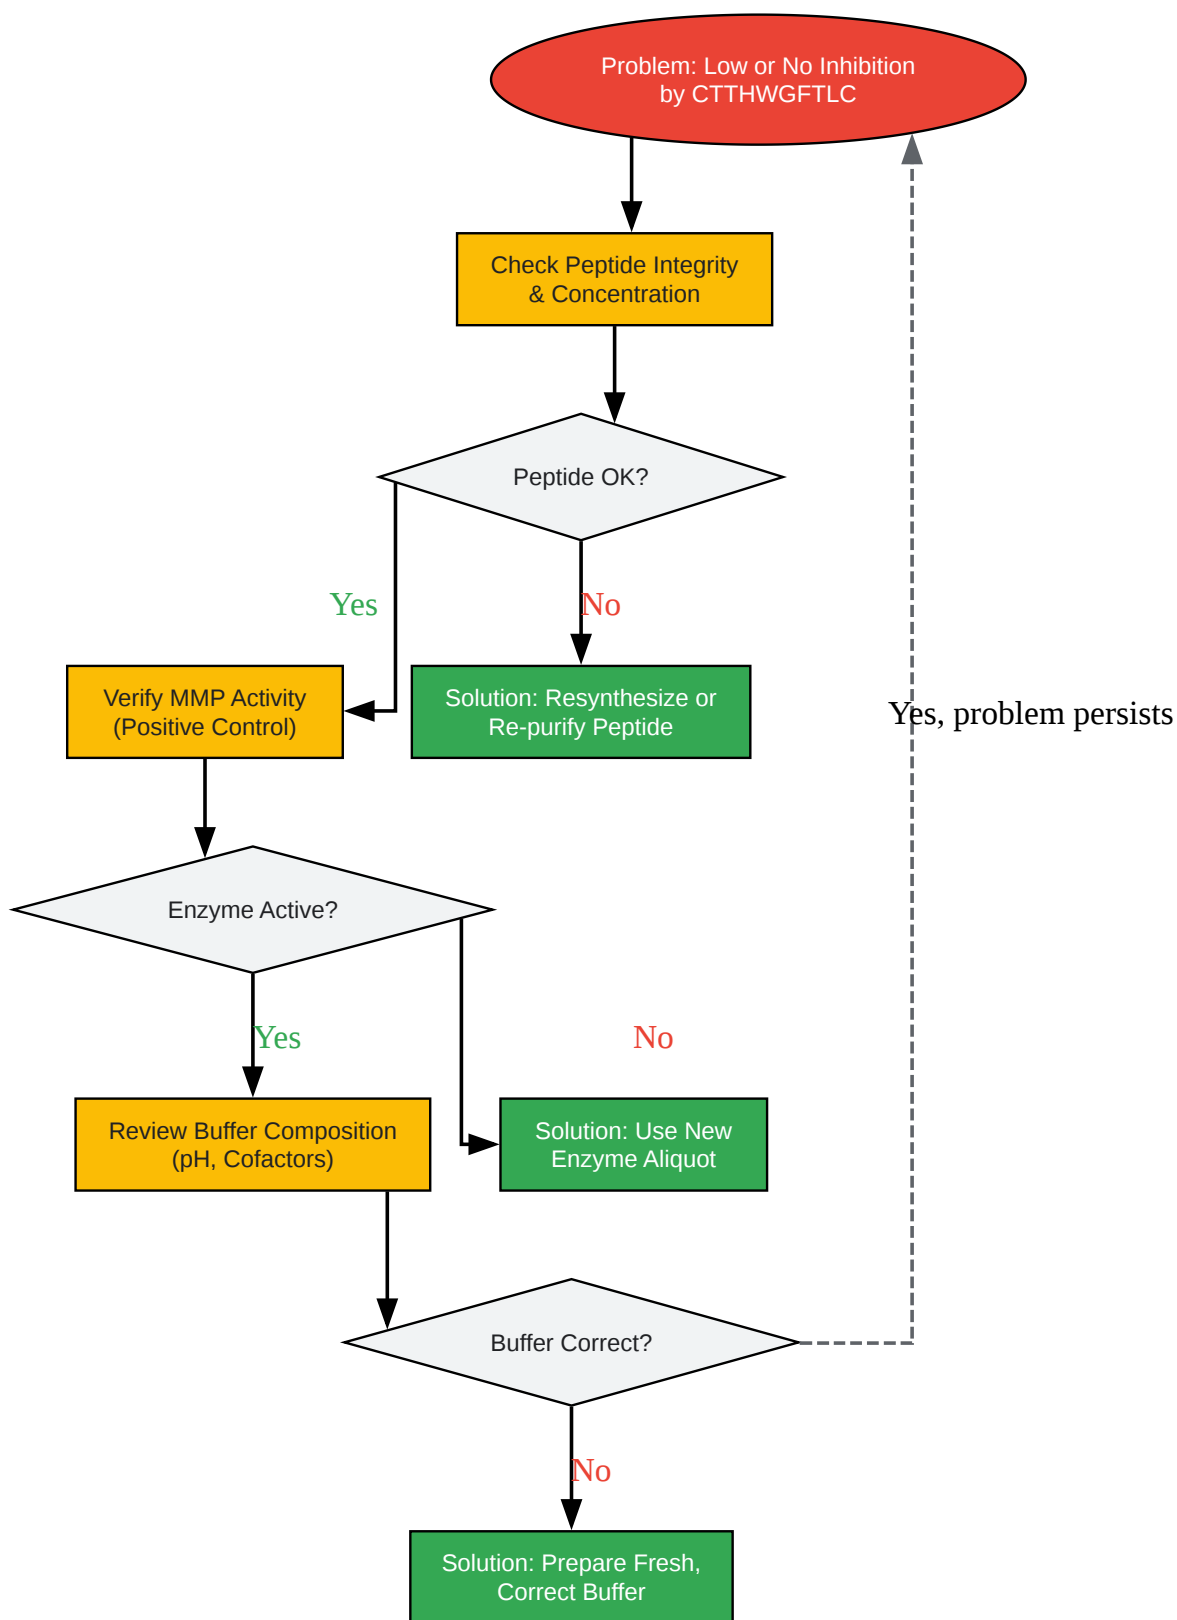 Problem: Low or No Inhibition
by CTTHWGFTLC
Check Peptide Integrity
& Concentration
Peptide OK?
Yes
No
Verify MMP Activity
(Positive Control)
Solution: Resynthesize or
Re-purify Peptide
Yes, problem persists
Enzyme Active?
Yes
No
Review Buffer Composition
(pH, Cofactors)
Solution: Use New
Enzyme Aliquot
Buffer Correct?
No
Solution: Prepare Fresh,
Correct Buffer